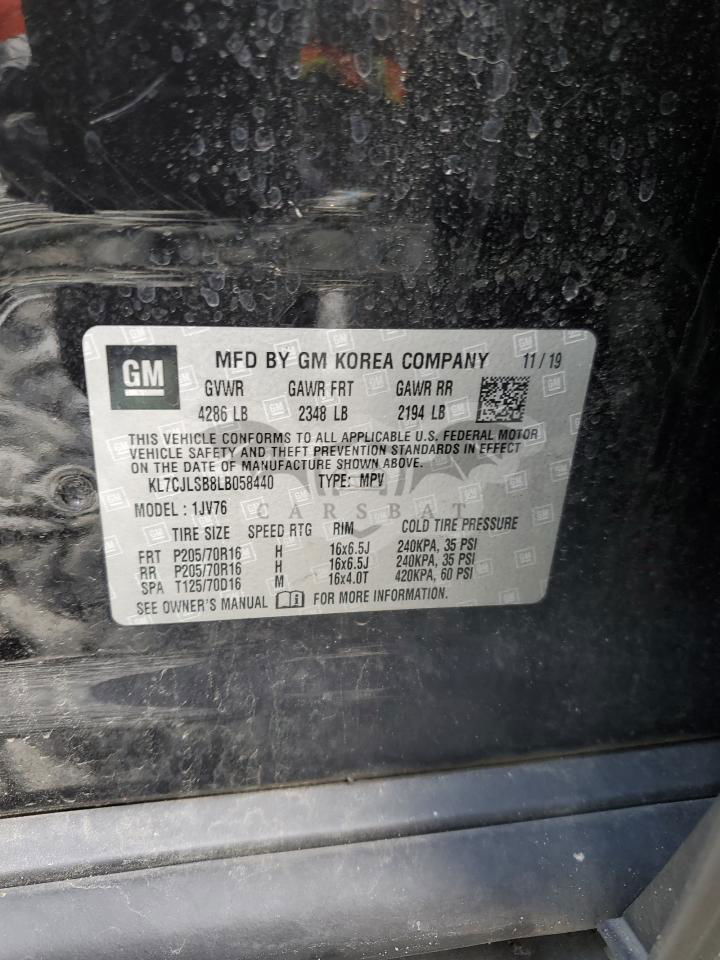 GM MFD BY GM KOREA COMPANY 11/19
GVWR GAWR FRT GAWR RR
4286 LB 2348 LB 2194 LB
THIS VEHICLE CONFORMS TO ALL APPLICABLE U.S. FEDERAL MOTOR
VEHICLE SAFETY AND THEFT PREVENTION STANDARDS IN EFFECT
ON THE DATE OF MANUFACTURE SHOWN ABOVE.
KL7CJLSB8LB058440 TYPE: MPV
MODEL : 1JV76
CARSBAT
TIRE SIZE SPEED RTG RIM COLD TIRE PRESSURE
FRT P205/70R16 H 16x6.5J 240KPA, 35 PSI
RR P205/70R16 H 16x6.5J 240KPA, 35 PSI
SPA T125/70D16 M 16x4.0T 420KPA, 60 PSI
SEE OWNER'S MANUAL i FOR MORE INFORMATION.